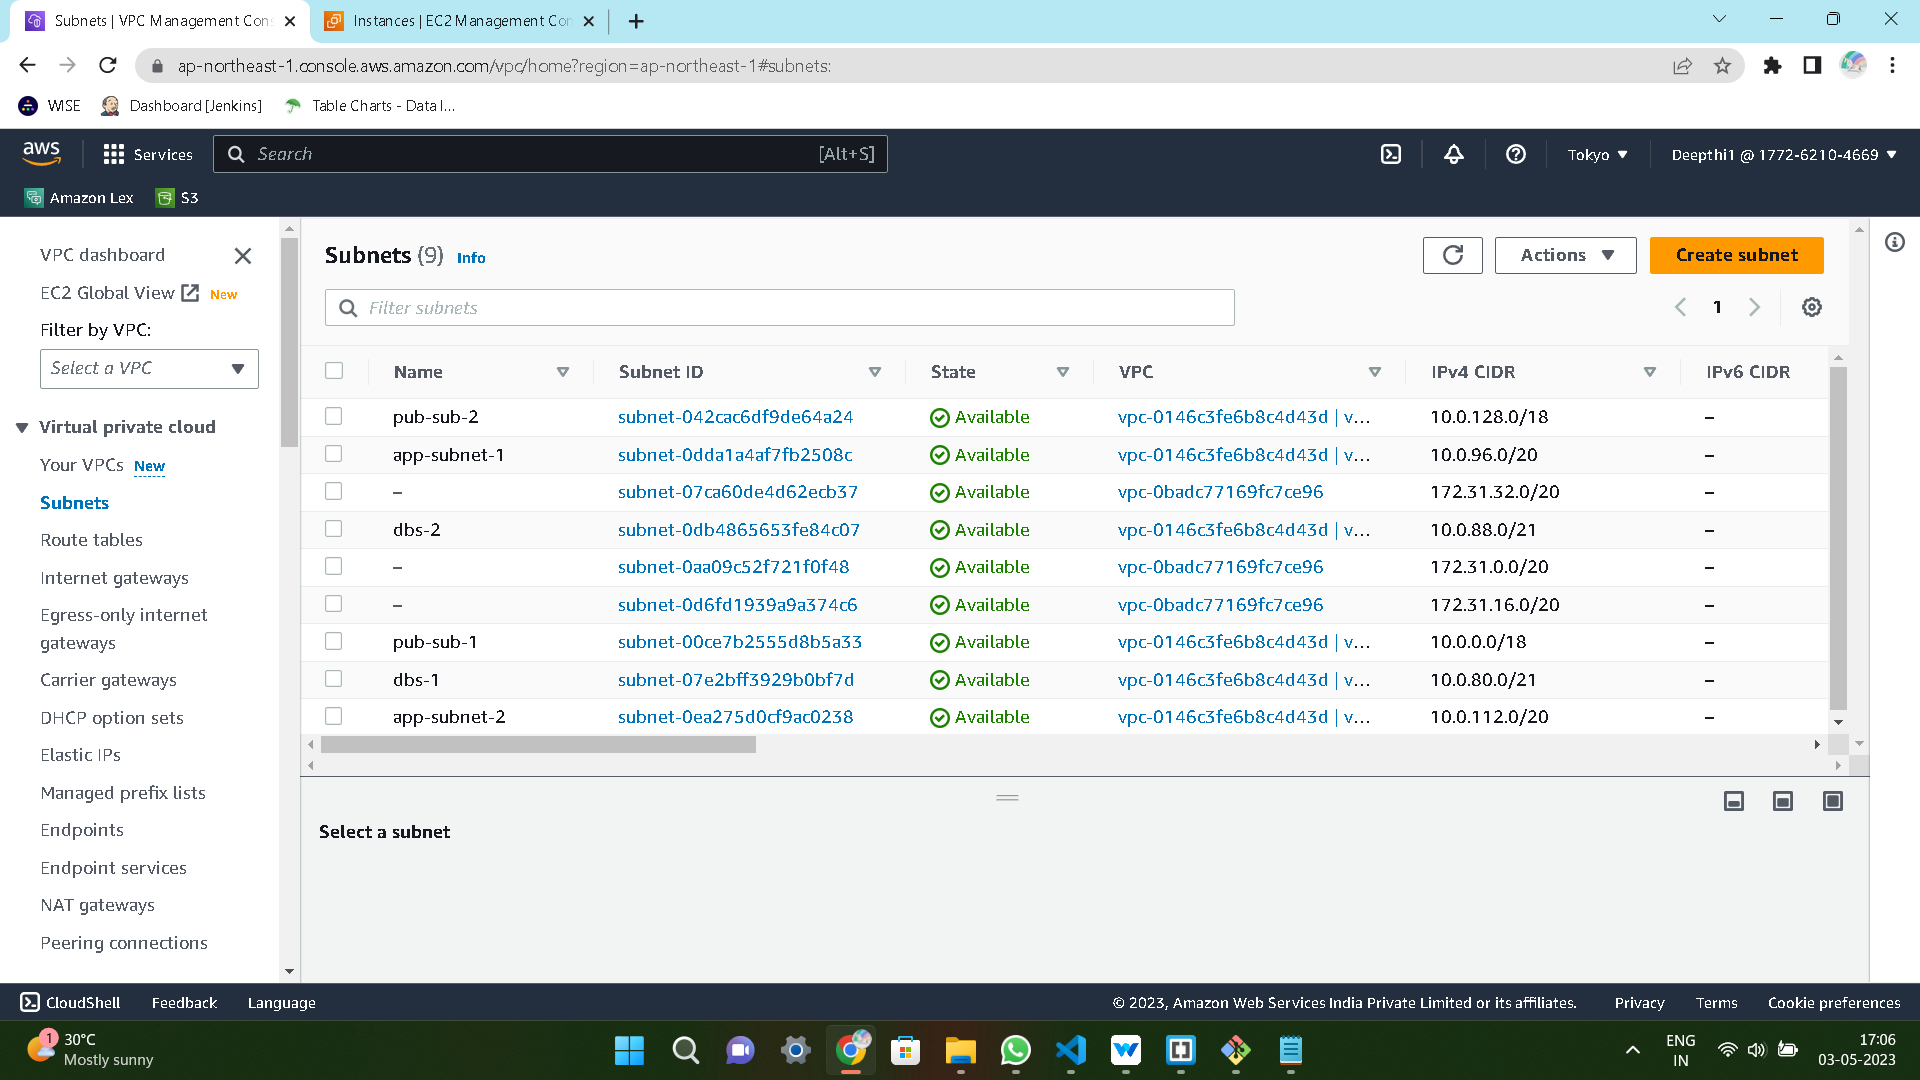 Subnets | VPC Management Cons
Instances | EC2 Management Con
ap-northeast-1.console.aws.amazon.com/vpc/home?region=ap-northeast-1#subnets:
WISE
Dashboard [Jenkins]
Table Charts - Data I...
aws
Services
Search
[Alt+S]
Tokyo
Deepthi1 @ 1772-6210-4669
Amazon Lex
S3
VPC dashboard
EC2 Global View New
Filter by VPC:
Select a VPC
Virtual private cloud
Your VPCs New
Subnets
Route tables
Internet gateways
Egress-only internet
gateways
Carrier gateways
DHCP option sets
Elastic IPs
Managed prefix lists
Endpoints
Endpoint services
NAT gateways
Peering connections
Subnets (9) Info
Actions
Create subnet
Filter subnets
1
Name Subnet ID State VPC IPv4 CIDR IPv6 CIDR
pub-sub-2 subnet-042cac6df9de64a24 Available vpc-0146c3fe6b8c4d43d | v... 10.0.128.0/18 –
app-subnet-1 subnet-0dda1a4af7fb2508c Available vpc-0146c3fe6b8c4d43d | v... 10.0.96.0/20 –
– subnet-07ca60de4d62ecb37 Available vpc-0badc77169fc7ce96 172.31.32.0/20 –
dbs-2 subnet-0db4865653fe84c07 Available vpc-0146c3fe6b8c4d43d | v... 10.0.88.0/21 –
– subnet-0aa09c52f721f0f48 Available vpc-0badc77169fc7ce96 172.31.0.0/20 –
– subnet-0d6fd1939a9a374c6 Available vpc-0badc77169fc7ce96 172.31.16.0/20 –
pub-sub-1 subnet-00ce7b2555d8b5a33 Available vpc-0146c3fe6b8c4d43d | v... 10.0.0.0/18 –
dbs-1 subnet-07e2bff3929b0bf7d Available vpc-0146c3fe6b8c4d43d | v... 10.0.80.0/21 –
app-subnet-2 subnet-0ea275d0cf9ac0238 Available vpc-0146c3fe6b8c4d43d | v... 10.0.112.0/20 –
Select a subnet
CloudShell
Feedback
Language
© 2023, Amazon Web Services India Private Limited or its affiliates.
Privacy
Terms
Cookie preferences
1
30°C
Mostly sunny
ENG
IN
17:06
03-05-2023